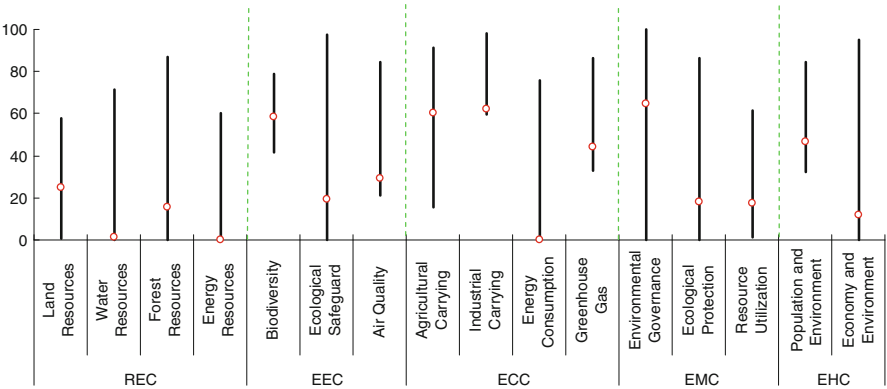 100
80
60
40
20
0
Land
Resources
Water
Resources
Forest
Resources
Energy
Resources
Biodiversity
Ecological
Safeguard
Air Quality
Agricultural
Carrying
Industrial
Carrying
Energy
Consumption
Greenhouse
Gas
Environmental
Governance
Ecological
Protection
Resource
Utilization
Population and
Environment
Economy and
Environment
REC
EEC
ECC
EMC
EHC